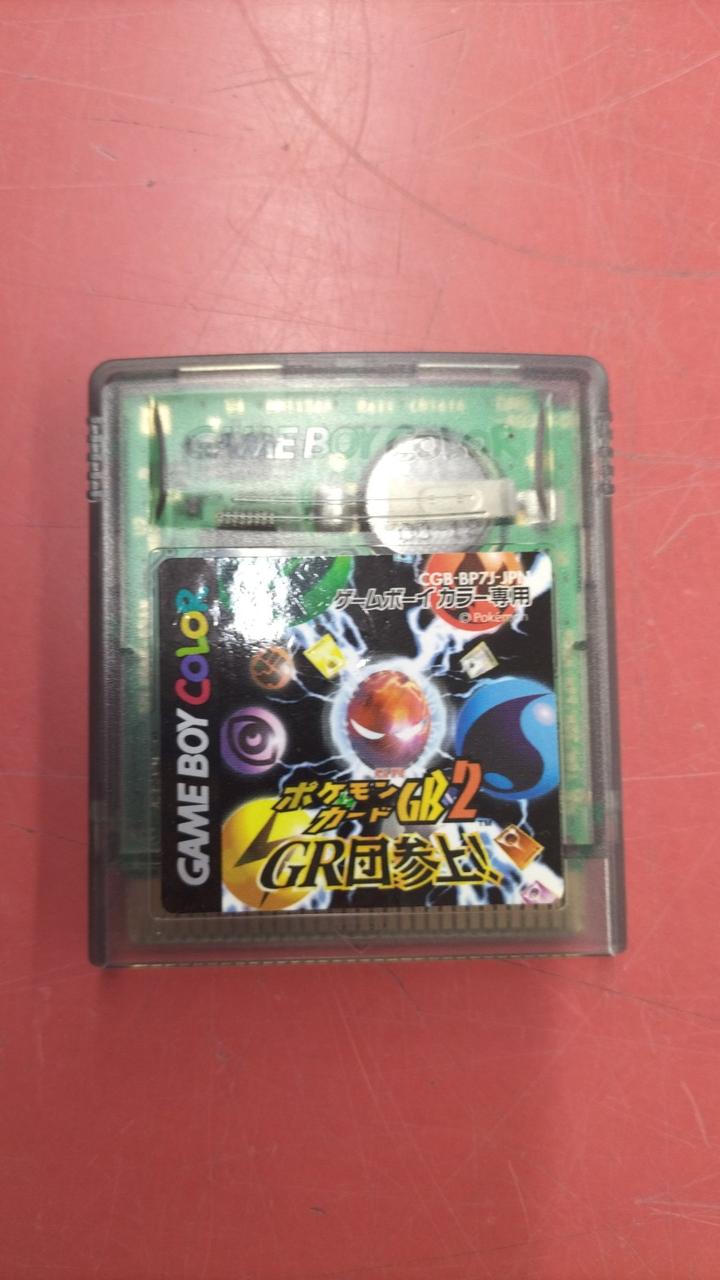 GAME BOY COLOR
GAME BOY COLOR
CGB-BP7J-JPN
ゲームボーイ カラー専用
© Pokémon
ポケモン
カードGB2
TM
GR団参上!